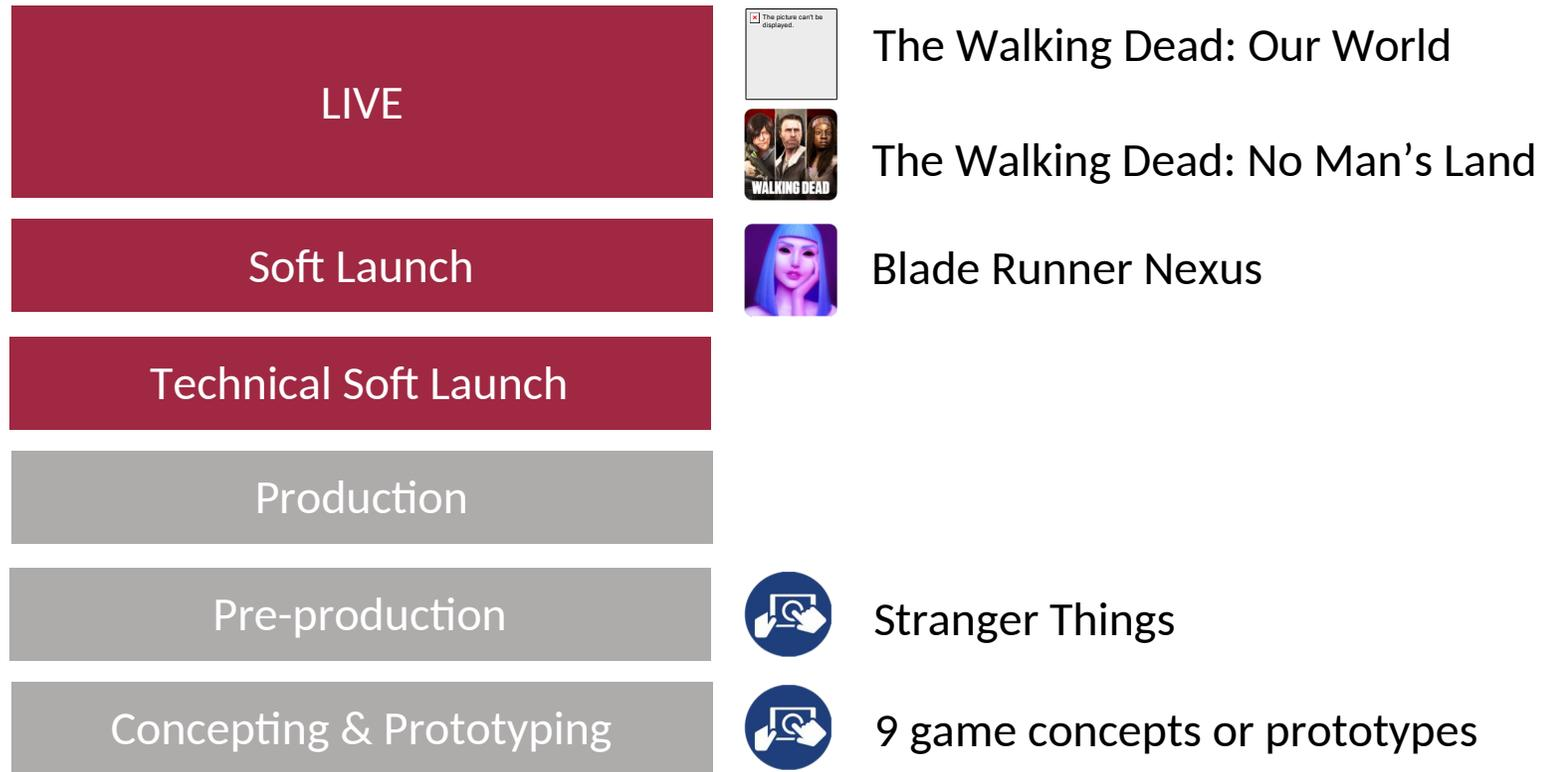 LIVE
The picture can't be
displayed.
The Walking Dead: Our World
WALKING DEAD
The Walking Dead: No Man’s Land
Soft Launch
Blade Runner Nexus
Technical Soft Launch
Production
Pre-production
Stranger Things
Concepting & Prototyping
9 game concepts or prototypes